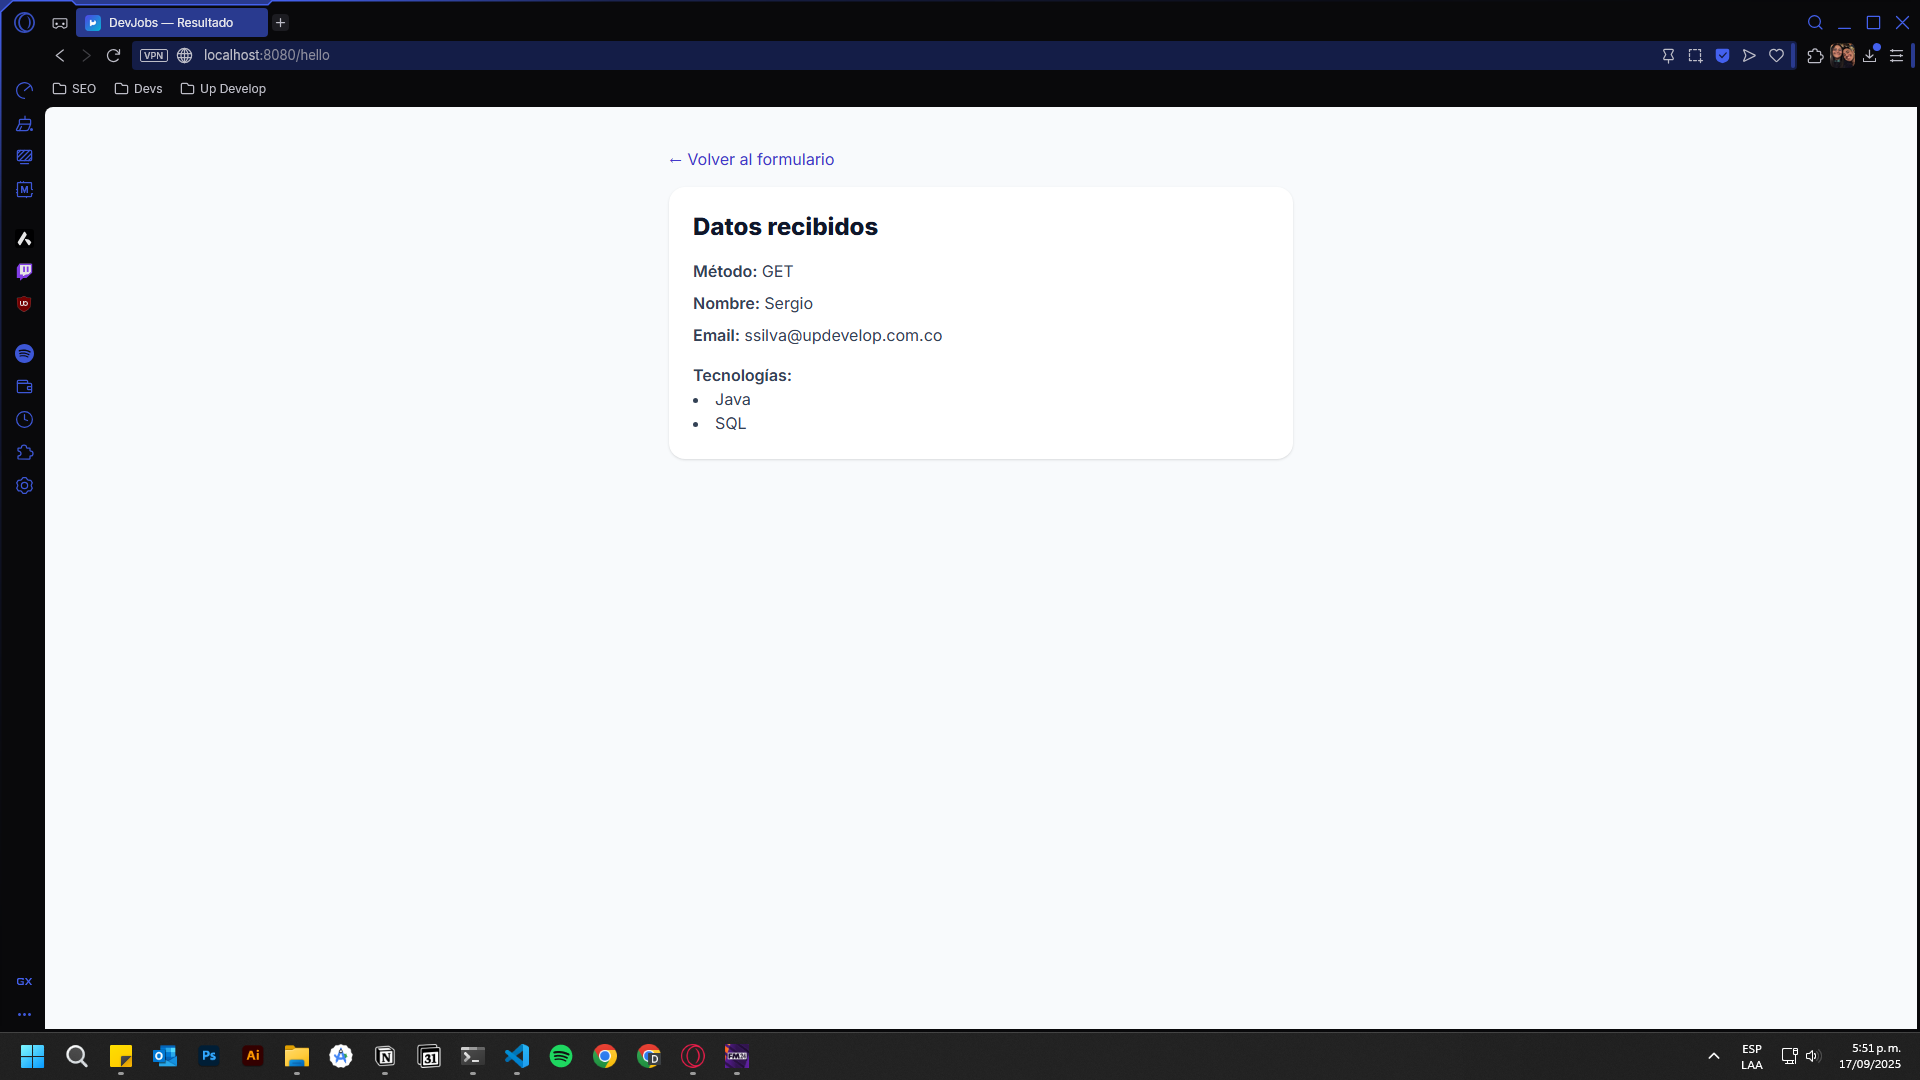 DevJobs — Resultado
VPN
localhost:8080/hello
SEO
Devs
Up Develop
M
← Volver al formulario
Datos recibidos
Método: GET
Nombre: Sergio
Email: ssilva@updevelop.com.co
Tecnologías:
• Java
• SQL
GX
Ps
Ai
31
ESP
LAA
5:51 p. m.
17/09/2025